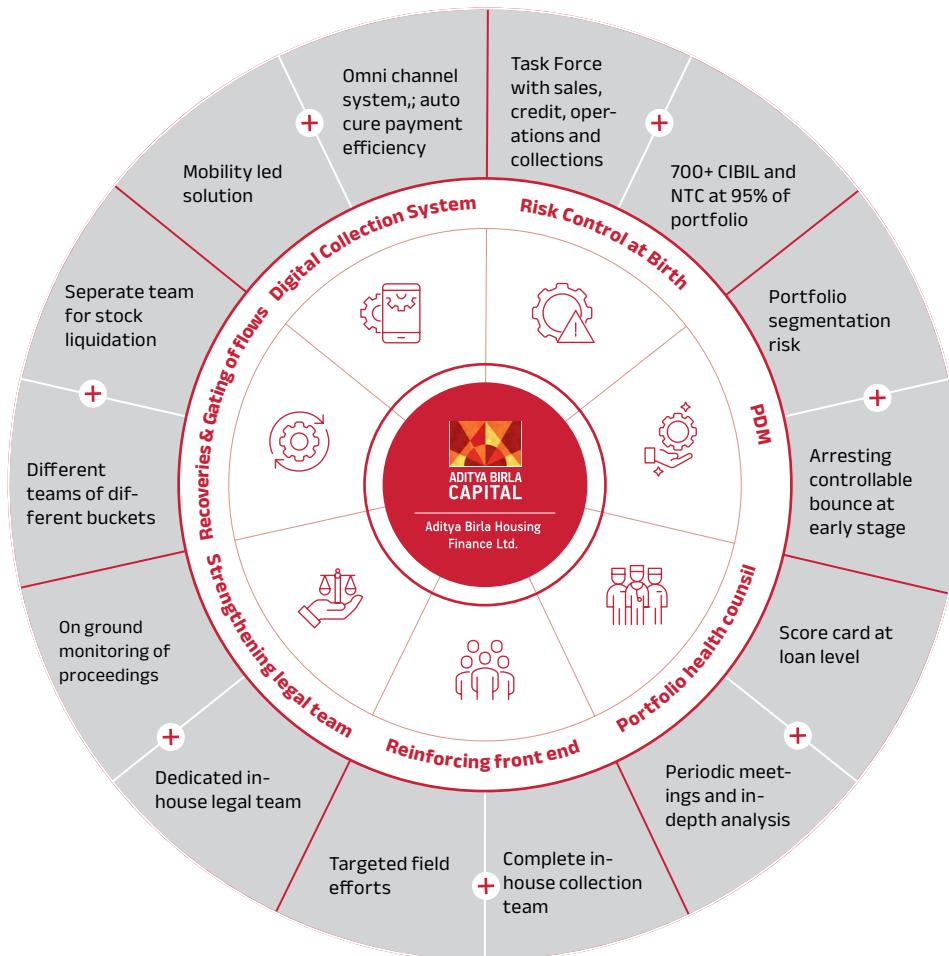 Omni channel
system,; auto
cure payment
efficiency
Task Force
with sales,
credit, oper-
ations and
collections
Mobility led
solution
700+ CIBIL and
NTC at 95% of
portfolio
Digital Collection System
Risk Control at Birth
Seperate team
for stock
liquidation
Portfolio
segmentation
risk
Recoveries & Gating of flows
PDM
ADITYA BIRLA
CAPITAL
Aditya Birla Housing
Finance Ltd.
Different
teams of dif-
ferent buckets
Arresting
controllable
bounce at
early stage
Strengthening legal team
Portfolio health counsil
On ground
monitoring of
proceedings
Score card at
loan level
Reinforcing front end
Dedicated in-
house legal team
Periodic meet-
ings and in-
depth analysis
Targeted field
efforts
Complete in-
house collection
team